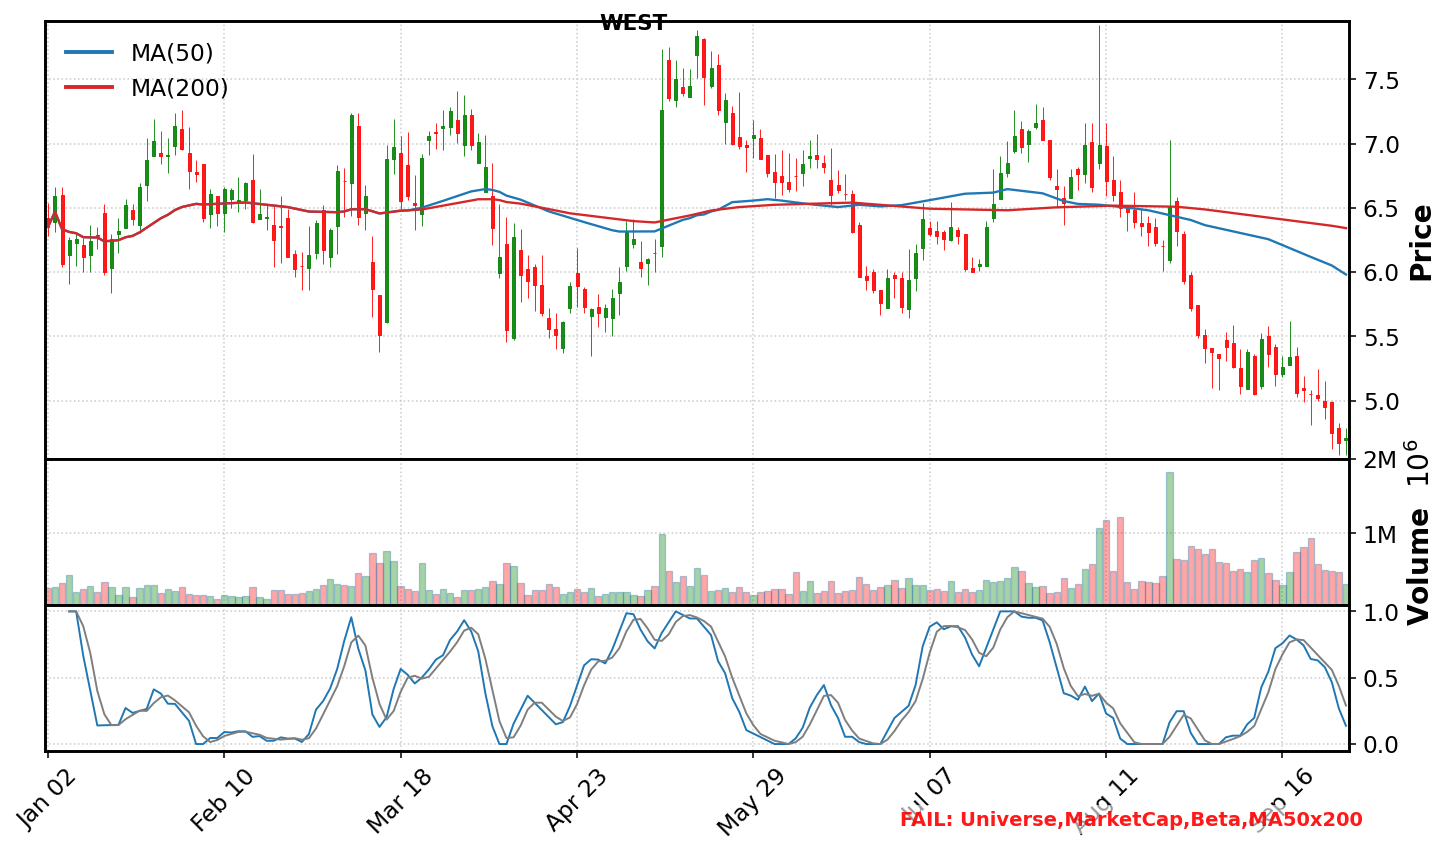 WEST
MA(50)
MA(200)
7.5
7.0
6.5
6.0
5.5
5.0
Price
2M
1M
Volume 10^6
1.0
0.5
0.0
Jan 02
Feb 10
Mar 18
Apr 23
May 29
Jul 07
Aug 11
Sep 16
FAIL: Universe,MarketCap,Beta,MA50x200